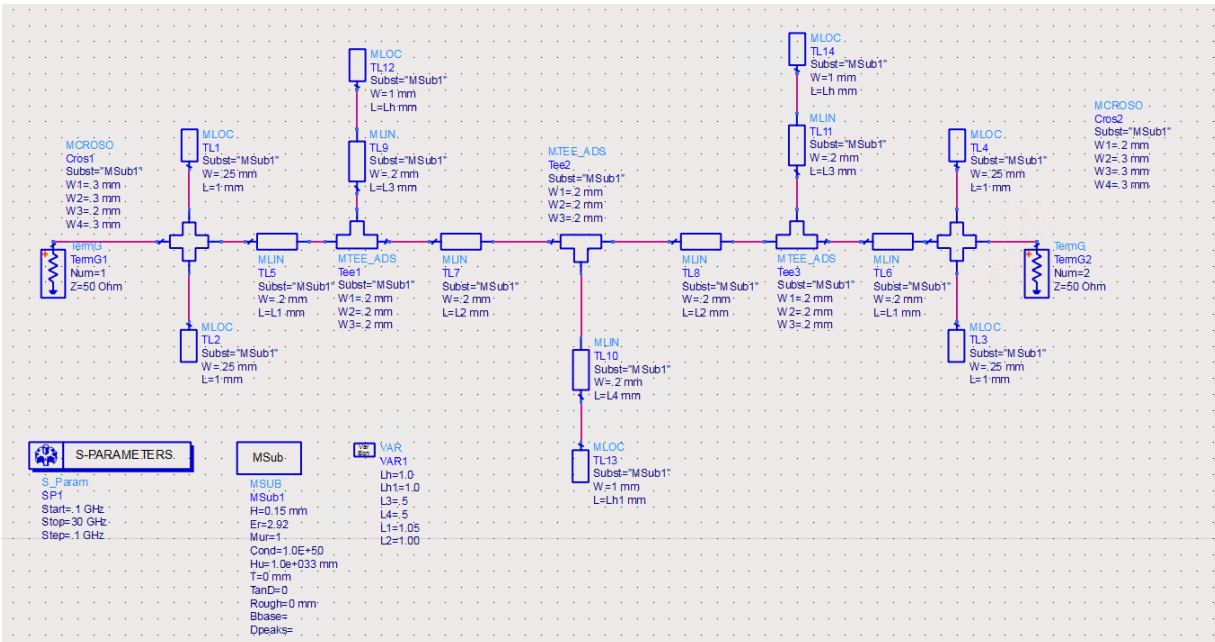 MCROSO
Cros1
Subst="MSub1"
W1=.3 mm
W2=.3 mm
W3=.2 mm
W4=.3 mm
TermG
TermG1
Num=1
Z=50 Ohm
MLOC
TL1
Subst="MSub1"
W=.25 mm
L=1 mm
MLOC
TL2
Subst="MSub1"
W=.25 mm
L=1 mm
MLIN
TL5
Subst="MSub1"
W=.2 mm
L=L1 mm
MLOC
TL12
Subst="MSub1"
W=1 mm
L=Lh mm
MLIN
TL9
Subst="MSub1"
W=.2 mm
L=L3 mm
MTEE_ADS
Tee1
Subst="MSub1"
W1=.2 mm
W2=.2 mm
W3=.2 mm
MLIN
TL7
Subst="MSub1"
W=.2 mm
L=L2 mm
MTEE_ADS
Tee2
Subst="MSub1"
W1=.2 mm
W2=.2 mm
W3=.2 mm
MLIN
TL10
Subst="MSub1"
W=.2 mm
L=L4 mm
MLOC
TL13
Subst="MSub1"
W=1 mm
L=Lh1 mm
MLIN
TL8
Subst="MSub1"
W=.2 mm
L=L2 mm
MLOC
TL14
Subst="MSub1"
W=1 mm
L=Lh mm
MLIN
TL11
Subst="MSub1"
W=.2 mm
L=L3 mm
MTEE_ADS
Tee3
Subst="MSub1"
W1=.2 mm
W2=.2 mm
W3=.2 mm
MLIN
TL6
Subst="MSub1"
W=.2 mm
L=L1 mm
MLOC
TL4
Subst="MSub1"
W=.25 mm
L=1 mm
MLOC
TL3
Subst="MSub1"
W=.25 mm
L=1 mm
MCROSO
Cros2
Subst="MSub1"
W1=.2 mm
W2=.3 mm
W3=.3 mm
W4=.3 mm
TermG
TermG2
Num=2
Z=50 Ohm
S-PARAMETERS
S_Param
SP1
Start=.1 GHz
Stop=30 GHz
Step=.1 GHz
MSub
MSUB
MSub1
H=0.15 mm
Er=2.92
Mur=1
Cond=1.0E+50
Hu=1.0e+033 mm
T=0 mm
TanD=0
Rough=0 mm
Bbase=
Dpeaks=
Var
Eqn
VAR
VAR1
Lh=1.0
Lh1=1.0
L3=.5
L4=.5
L1=1.05
L2=1.00